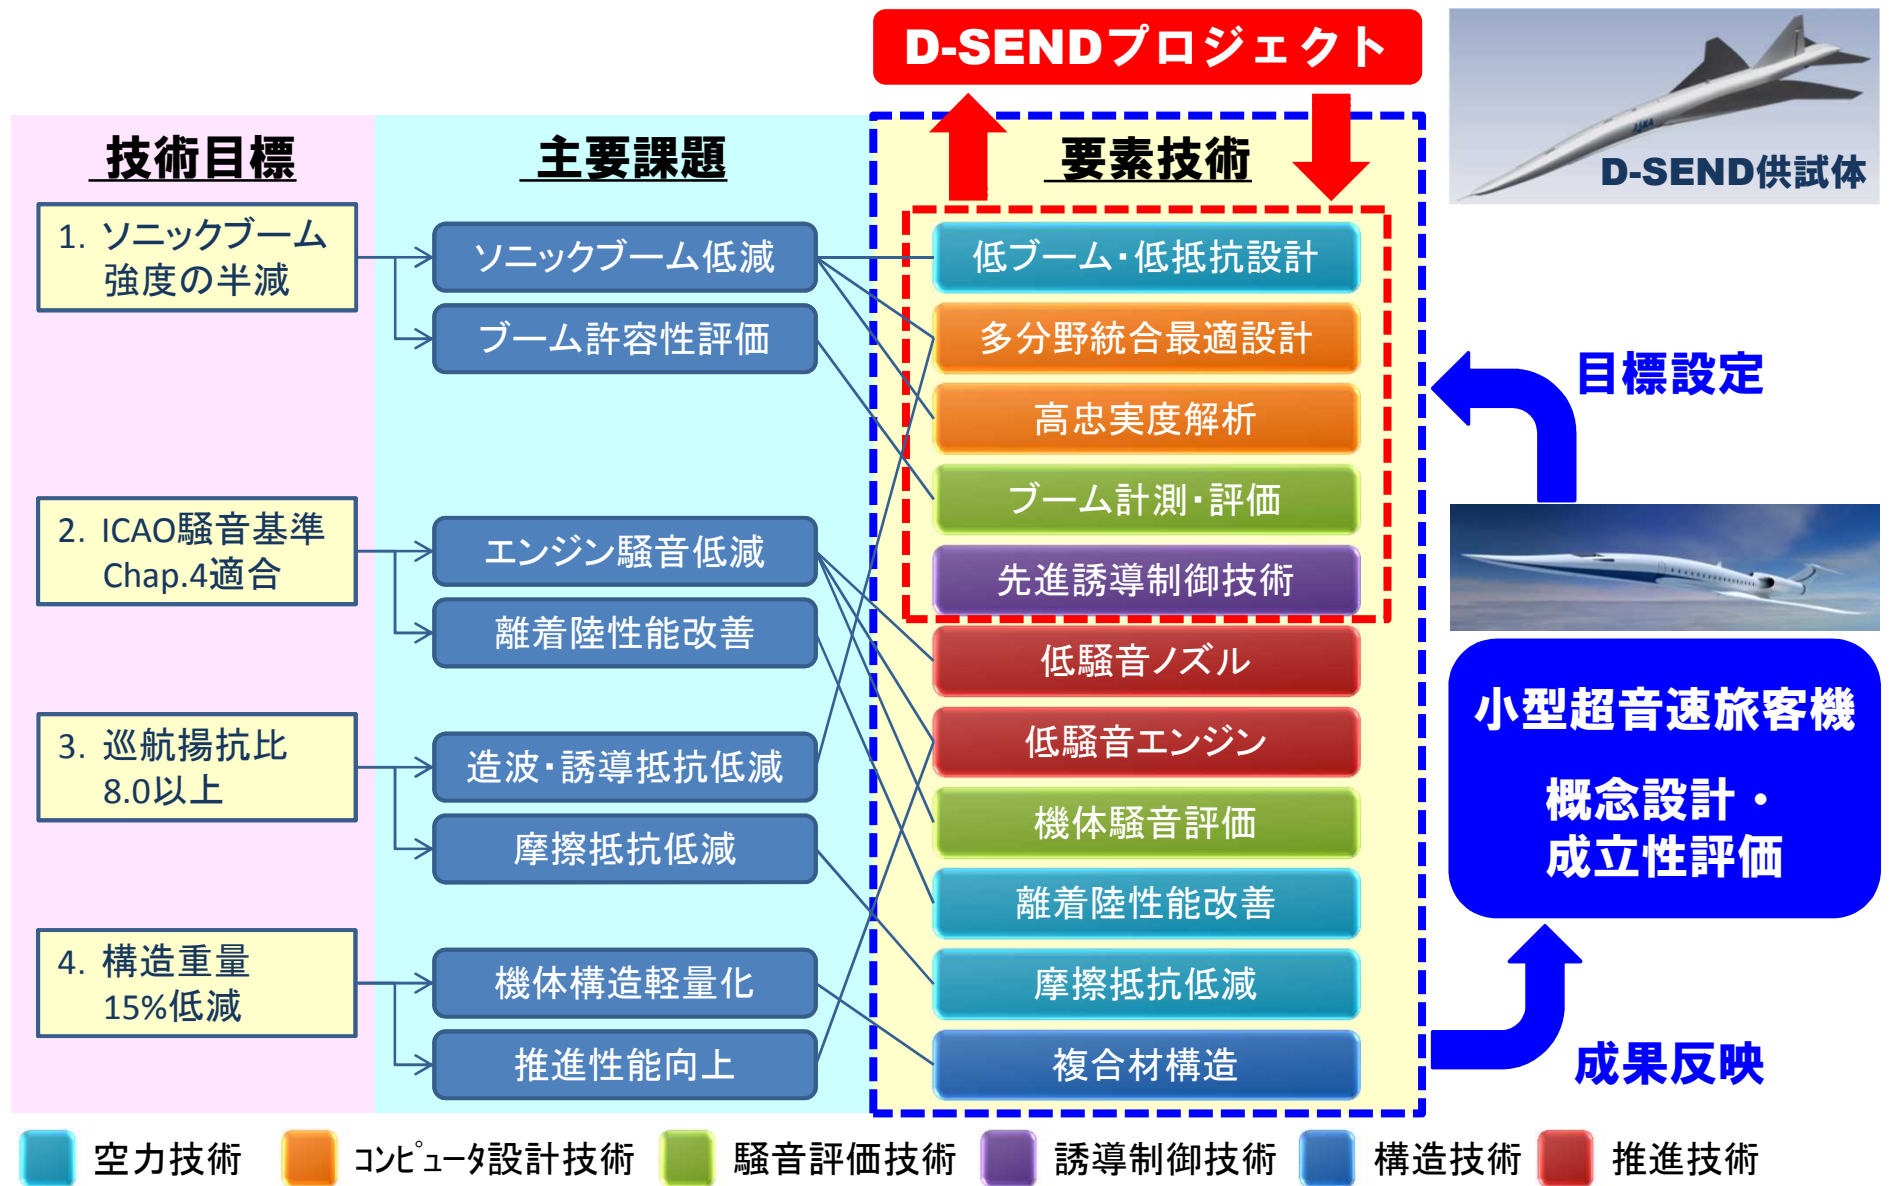 D-SENDプロジェクト
D-SEND供試体
技術目標
主要課題
要素技術
1. ソニックブーム
強度の半減
2. ICAO騒音基準
Chap.4適合
3. 巡航揚抗比
8.0以上
4. 構造重量
15%低減
ソニックブーム低減
ブーム許容性評価
エンジン騒音低減
離着陸性能改善
造波・誘導抵抗低減
摩擦抵抗低減
機体構造軽量化
推進性能向上
低ブーム・低抵抗設計
多分野統合最適設計
高忠実度解析
ブーム計測・評価
先進誘導制御技術
低騒音ノズル
低騒音エンジン
機体騒音評価
離着陸性能改善
摩擦抵抗低減
複合材構造
目標設定
小型超音速旅客機
概念設計・
成立性評価
成果反映
空力技術
コンピュータ設計技術
騒音評価技術
誘導制御技術
構造技術
推進技術